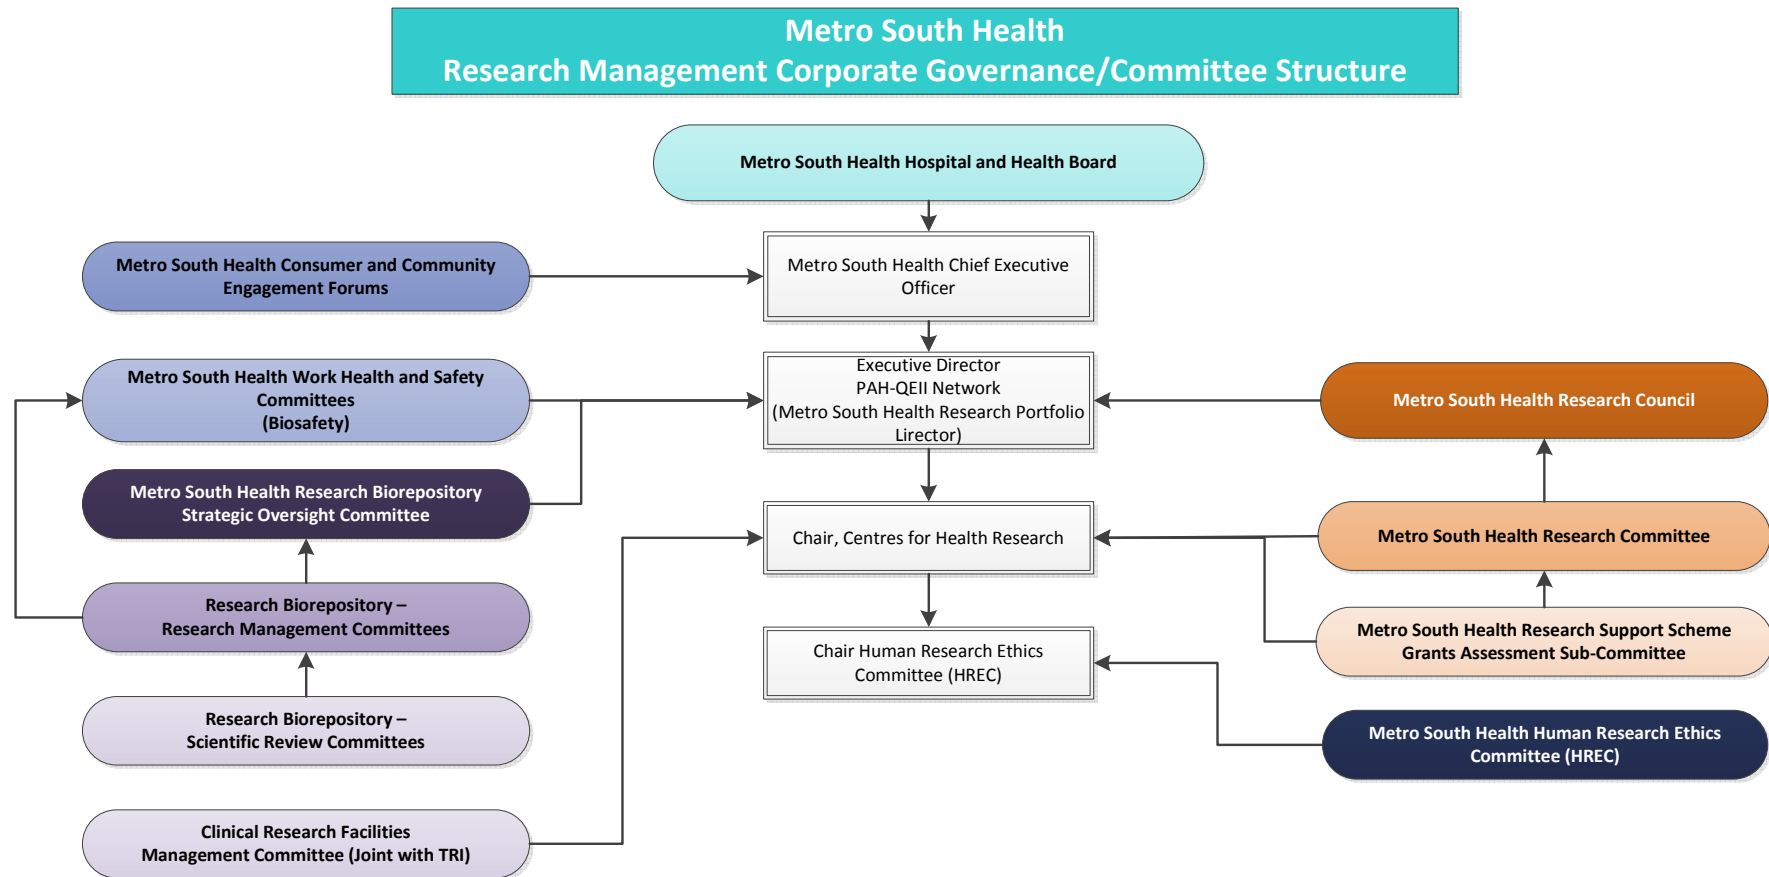 Metro South Health
Research Management Corporate Governance/Committee Structure
Metro South Health Hospital and Health Board
Metro South Health Consumer and Community
Engagement Forums
Metro South Health Chief Executive
Officer
Metro South Health Work Health and Safety
Committees
(Biosafety)
Executive Director
PAH-QEII Network
(Metro South Health Research Portfolio
Lirector)
Metro South Health Research Council
Metro South Health Research Biorepository
Strategic Oversight Committee
Chair, Centres for Health Research
Metro South Health Research Committee
Research Biorepository –
Research Management Committees
Chair Human Research Ethics
Committee (HREC)
Metro South Health Research Support Scheme
Grants Assessment Sub-Committee
Research Biorepository –
Scientific Review Committees
Metro South Health Human Research Ethics
Committee (HREC)
Clinical Research Facilities
Management Committee (Joint with TRI)